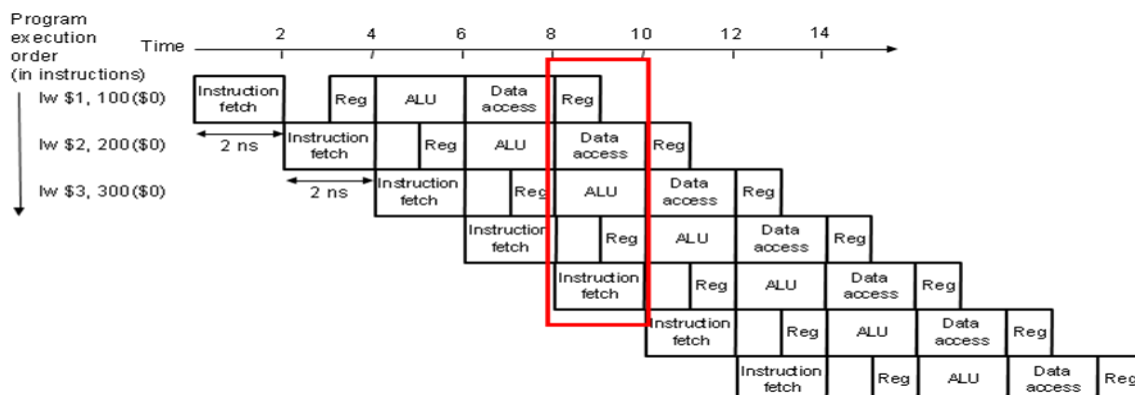 Program
execution
order
(in instructions)
Time
2 4 6 8 10 12 14
lw $1, 100($0)
Instruction
fetch
Reg
ALU
Data
access
Reg
lw $2, 200($0)
2 ns
Instruction
fetch
Reg
ALU
Data
access
Reg
lw $3, 300($0)
2 ns
Instruction
fetch
Reg
ALU
Data
access
Reg
Instruction
fetch
Reg
ALU
Data
access
Reg
Instruction
fetch
Reg
ALU
Data
access
Reg
Instruction
fetch
Reg
ALU
Data
access
Reg
Instruction
fetch
Reg
ALU
Data
access
Reg